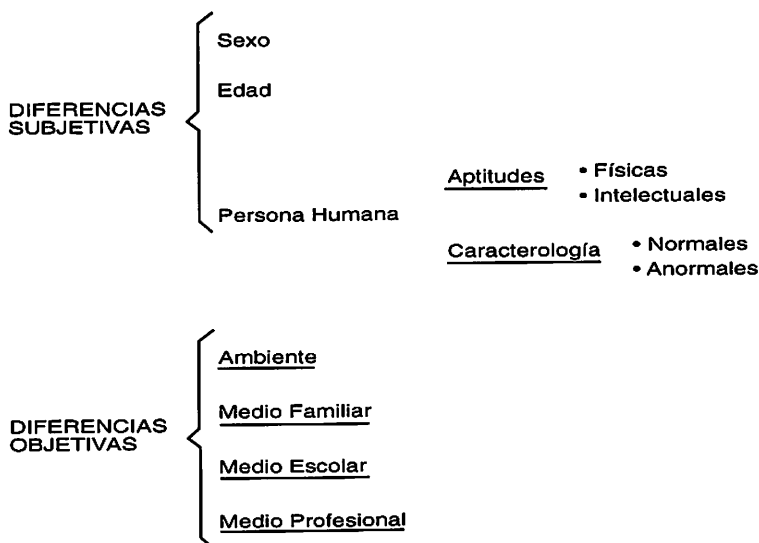 DIFERENCIAS
SUBJETIVAS
Sexo
Edad
Persona Humana
Aptitudes
• Físicas
• Intelectuales
Caracterología
• Normales
• Anormales
DIFERENCIAS
OBJETIVAS
Ambiente
Medio Familiar
Medio Escolar
Medio Profesional